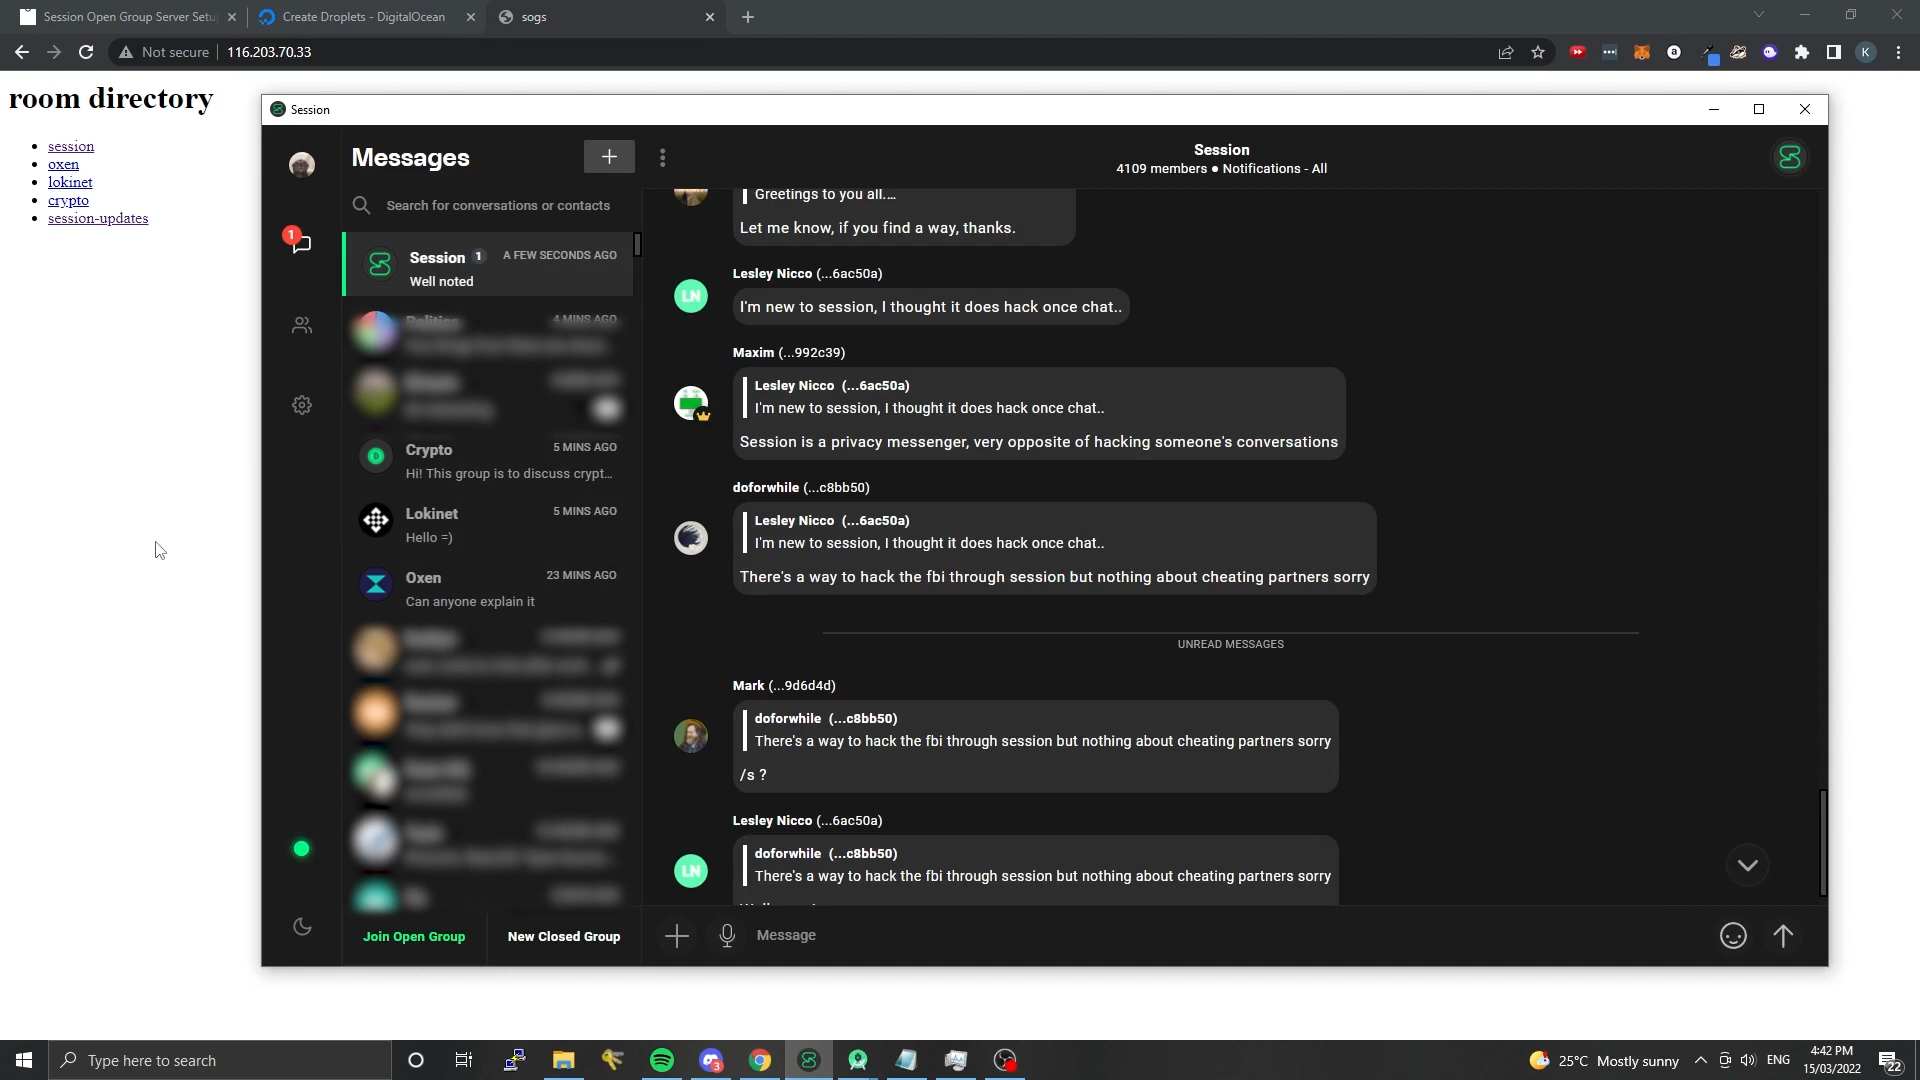 Session Open Group Server Setu
Create Droplets - DigitalOcean
sogs
Not secure
116.203.70.33
K
room directory
session
oxen
lokinet
crypto
session-updates
Session
Messages
Search for conversations or contacts
1
Session 1 A FEW SECONDS AGO
Well noted
Politics 4 MINS AGO
Crypto 5 MINS AGO
Hi! This group is to discuss crypt...
Lokinet 5 MINS AGO
Hello =)
Oxen 23 MINS AGO
Can anyone explain it
Join Open Group
New Closed Group
Session
4109 members ● Notifications - All
Greetings to you all....
Let me know, if you find a way, thanks.
Lesley Nicco (...6ac50a)
LN
I'm new to session, I thought it does hack once chat..
Maxim (...992c39)
Lesley Nicco (...6ac50a)
I'm new to session, I thought it does hack once chat..
Session is a privacy messenger, very opposite of hacking someone's conversations
doforwhile (...c8bb50)
Lesley Nicco (...6ac50a)
I'm new to session, I thought it does hack once chat..
There's a way to hack the fbi through session but nothing about cheating partners sorry
UNREAD MESSAGES
Mark (...9d6d4d)
doforwhile (...c8bb50)
There's a way to hack the fbi through session but nothing about cheating partners sorry
/s ?
Lesley Nicco (...6ac50a)
LN
doforwhile (...c8bb50)
There's a way to hack the fbi through session but nothing about cheating partners sorry
Message
Type here to search
3
25°C Mostly sunny
ENG
4:42 PM
15/03/2022
22